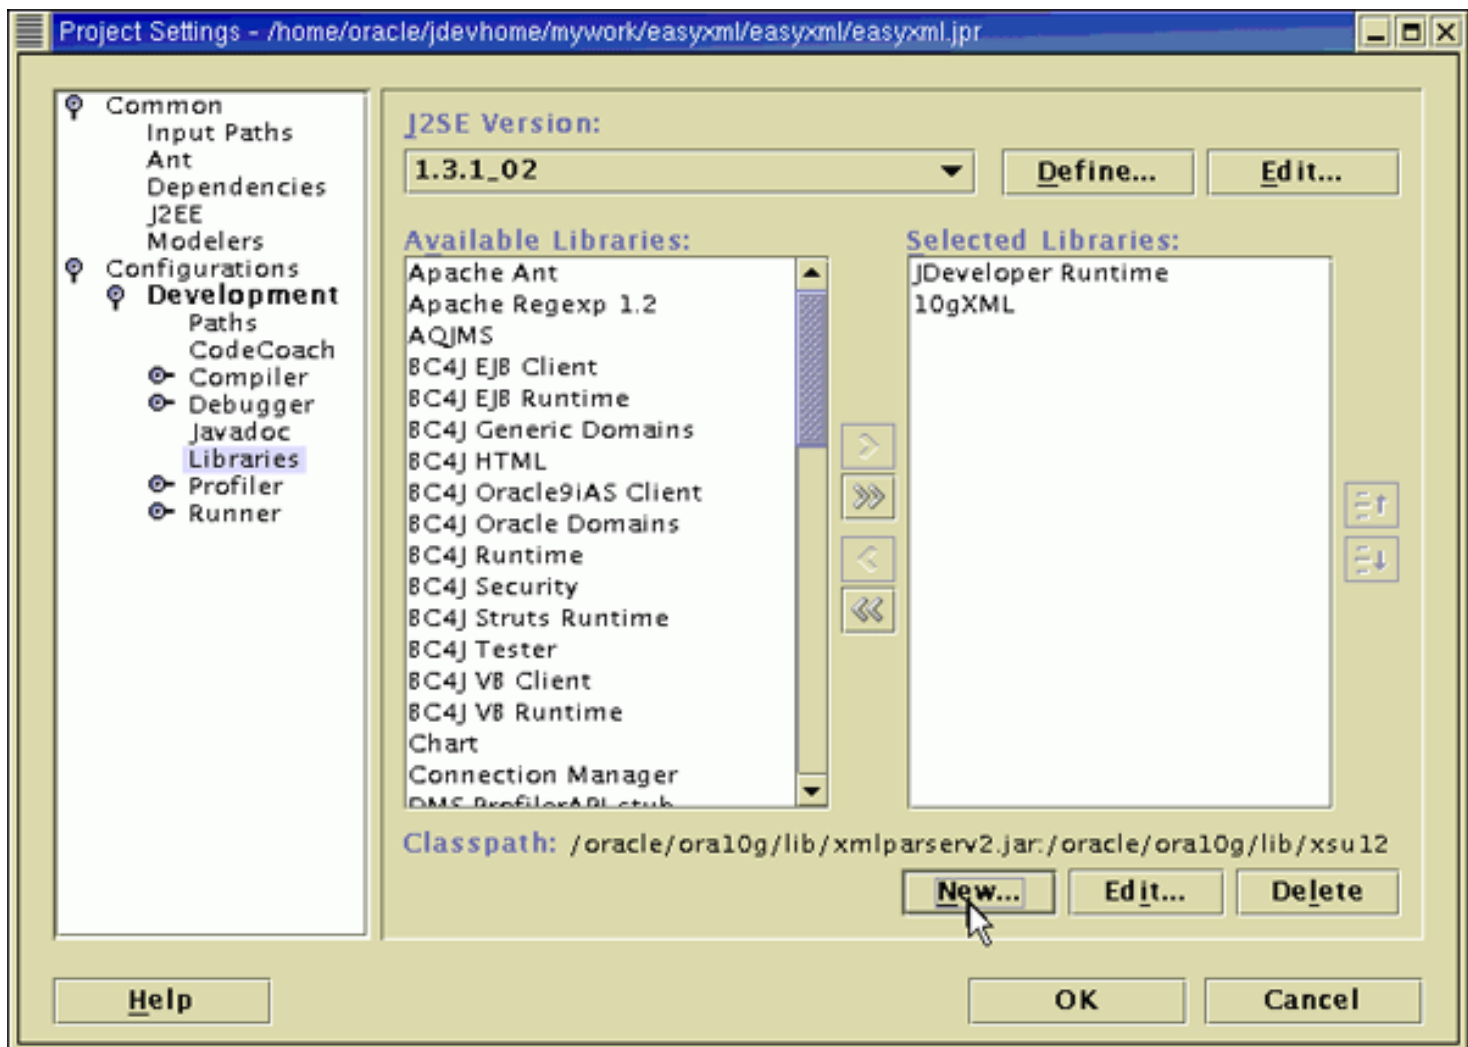 Project Settings - /home/oracle/jdevhome/mywork/easyxml/easyxml/easyxml.jpr
Common
Input Paths
Ant
Dependencies
J2EE
Modelers
Configurations
Development
Paths
CodeCoach
Compiler
Debugger
Javadoc
Libraries
Profiler
Runner
J2SE Version:
1.3.1_02
Define...
Edit...
Available Libraries:
Apache Ant
Apache Regexp 1.2
AQJMS
BC4J EJB Client
BC4J EJB Runtime
BC4J Generic Domains
BC4J HTML
BC4J Oracle9iAS Client
BC4J Oracle Domains
BC4J Runtime
BC4J Security
BC4J Struts Runtime
BC4J Tester
BC4J VB Client
BC4J VB Runtime
Chart
Connection Manager
DMS ProfilerAPI stub
Selected Libraries:
JDeveloper Runtime
10gXML
Classpath: /oracle/ora10g/lib/xmlparserv2.jar:/oracle/ora10g/lib/xsu12
New...
Edit...
Delete
Help
OK
Cancel